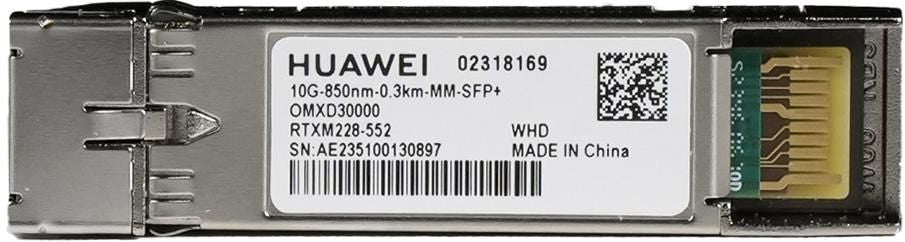 HUAWEI 02318169
10G-850nm-0.3km-MM-SFP+
OMXD30000
RTXM228-552 WHD
SN:AE235100130897 MADE IN China